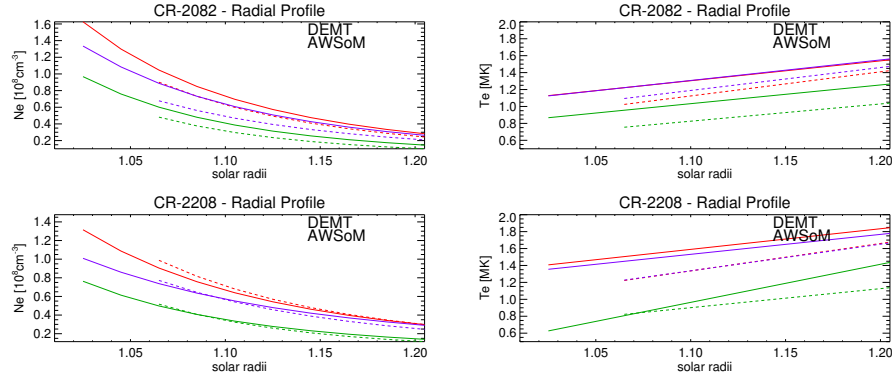 CR-2082 - Radial Profile
DEMT
AWSoM
Ne [10⁸cm⁻³]
1.6
1.4
1.2
1.0
0.8
0.6
0.4
0.2
1.05 1.10 1.15 1.20
solar radii
CR-2082 - Radial Profile
DEMT
AWSoM
Te [MK]
2.0
1.8
1.6
1.4
1.2
1.0
0.8
0.6
1.05 1.10 1.15 1.20
solar radii
CR-2208 - Radial Profile
DEMT
AWSoM
Ne [10⁸cm⁻³]
1.4
1.2
1.0
0.8
0.6
0.4
0.2
1.05 1.10 1.15 1.20
solar radii
CR-2208 - Radial Profile
DEMT
AWSoM
Te [MK]
2.0
1.8
1.6
1.4
1.2
1.0
0.8
0.6
1.05 1.10 1.15 1.20
solar radii